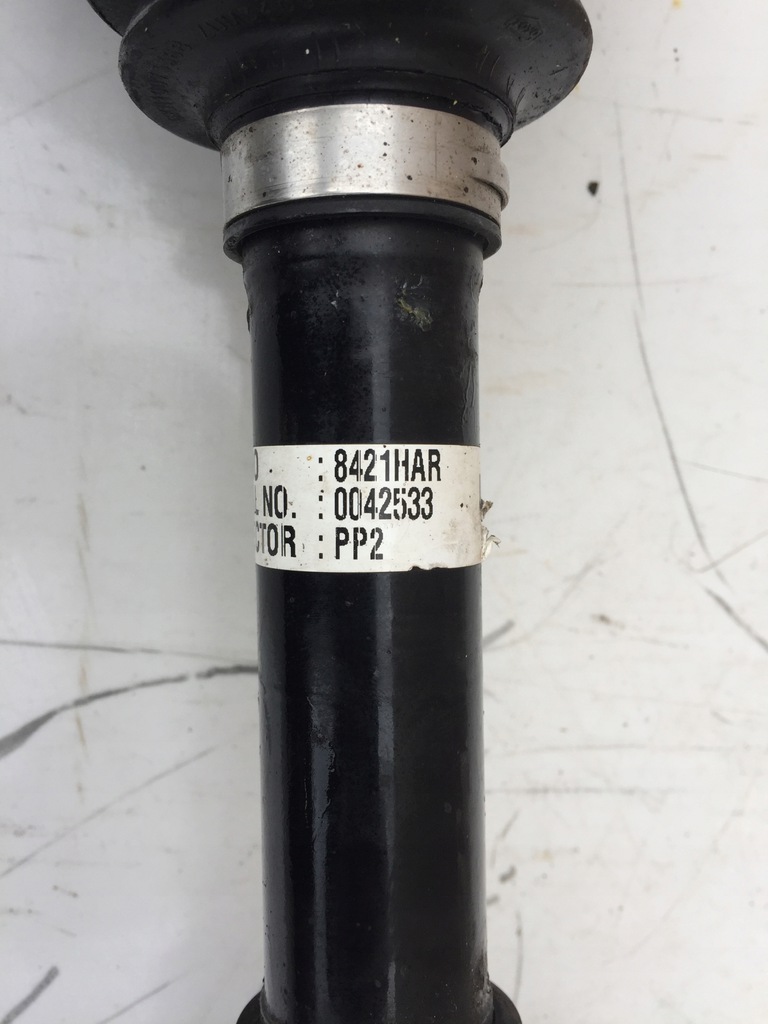 : 8421HAR
NO. : 0042533
CTOR : PP2